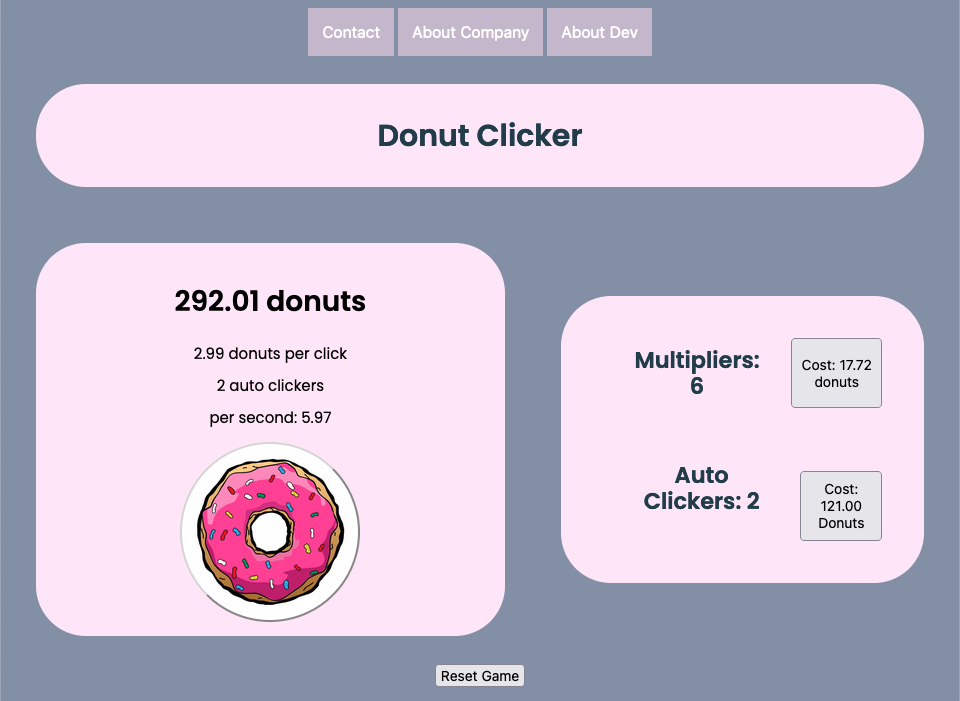 Contact
About Company
About Dev
Donut Clicker
292.01 donuts
2.99 donuts per click
2 auto clickers
per second: 5.97
Multipliers:
6
Cost: 17.72
donuts
Auto
Clickers: 2
Cost:
121.00
Donuts
Reset Game